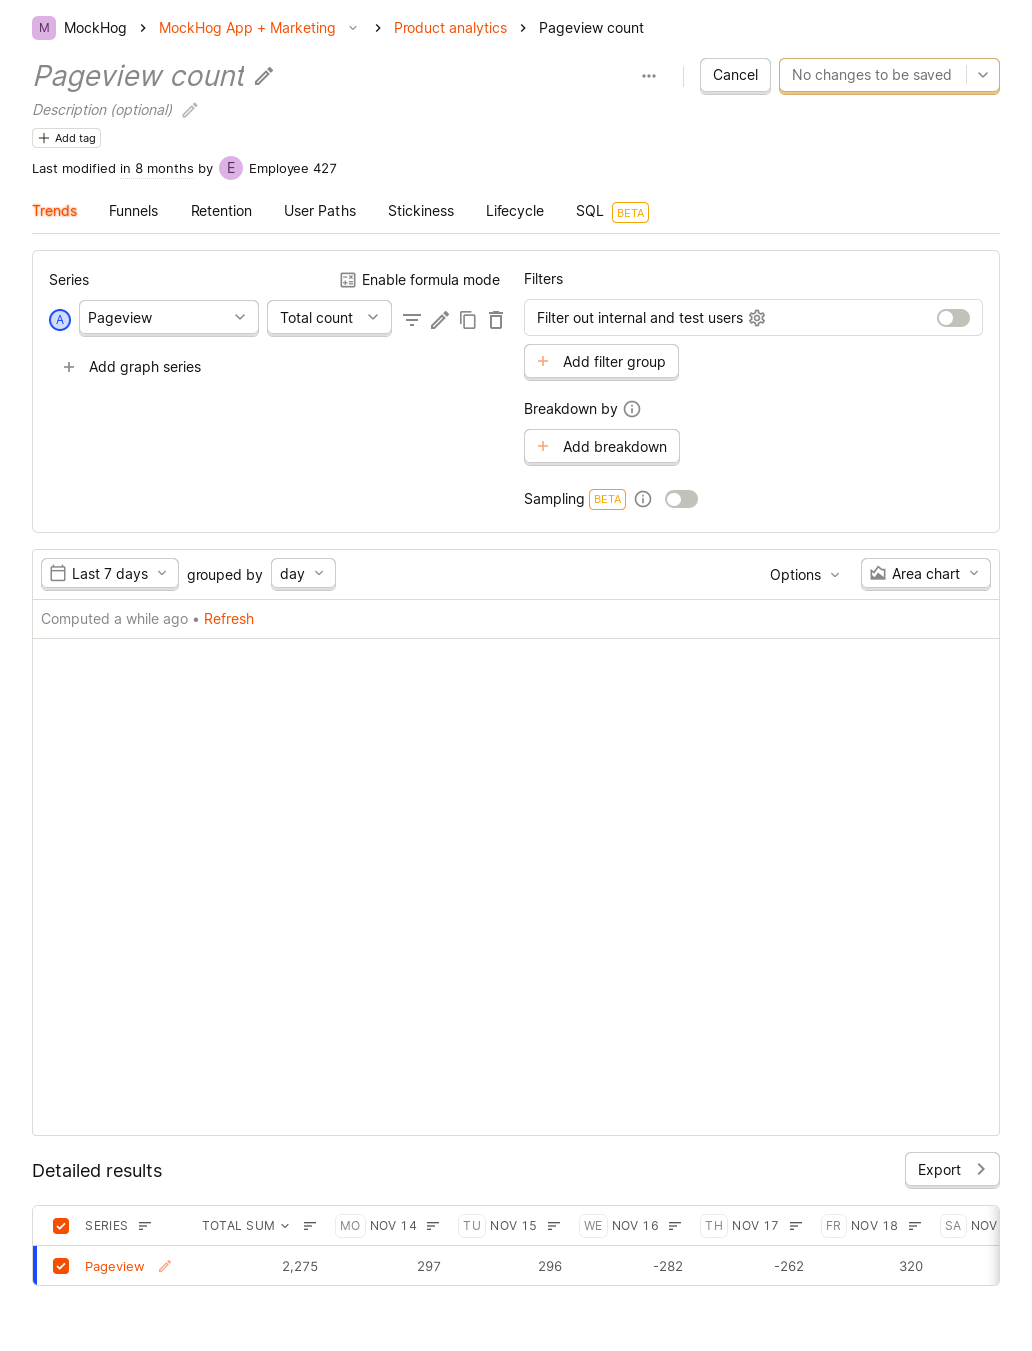 M MockHog > MockHog App + Marketing > Product analytics > Pageview count
Pageview count
Cancel No changes to be saved
Description (optional)
+ Add tag
Last modified in 8 months by E Employee 427
Trends Funnels Retention User Paths Stickiness Lifecycle SQL BETA
Series Enable formula mode
Filters
A Pageview Total count
Filter out internal and test users
+ Add graph series
+ Add filter group
Breakdown by
+ Add breakdown
Sampling BETA
Last 7 days grouped by day Options Area chart
Computed a while ago • Refresh
Detailed results Export
SERIES TOTAL SUM MO NOV 14 TU NOV 15 WE NOV 16 TH NOV 17 FR NOV 18 SA NOV
Pageview 2,275 297 296 -282 -262 320